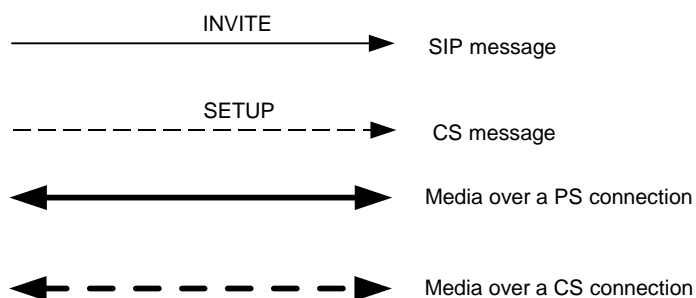 INVITE
SIP message
SETUP
CS message
Media over a PS connection
Media over a CS connection